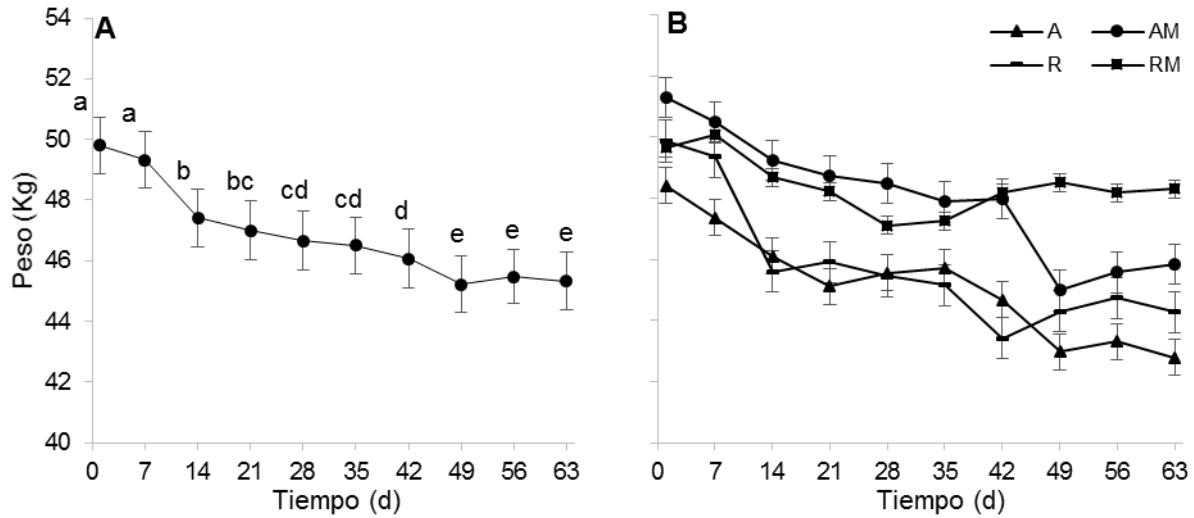 A
Peso (Kg)
54
52
50
48
46
44
42
40
a
a
b
bc
cd
cd
d
e
e
e
0 7 14 21 28 35 42 49 56 63
Tiempo (d)
B
A AM
R RM
0 7 14 21 28 35 42 49 56 63
Tiempo (d)